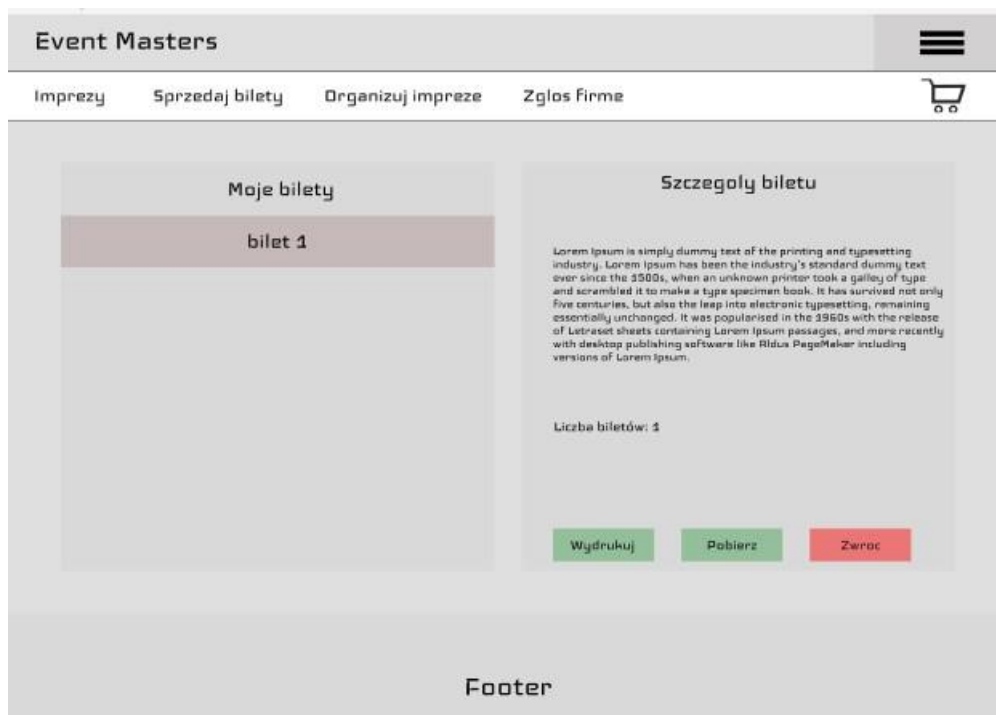 Event Masters
Imprezy Sprzedaj bilety Organizuj impreze Zglos firme
Moje bilety
bilet 1
Szczegoly biletu
Lorem Ipsum is simply dummy text of the printing and typesetting
industry. Lorem Ipsum has been the industry's standard dummy text
ever since the 1500s, when an unknown printer took a galley of type
and scrambled it to make a type specimen book. It has survived not only
five centuries, but also the leap into electronic typesetting, remaining
essentially unchanged. It was popularised in the 1960s with the release
of Letraset sheets containing Lorem Ipsum passages, and more recently
with desktop publishing software like Aldus PageMaker including
versions of Lorem Ipsum.
Liczba biletów: 1
Wydrukuj Pobierz Zwroc
Footer